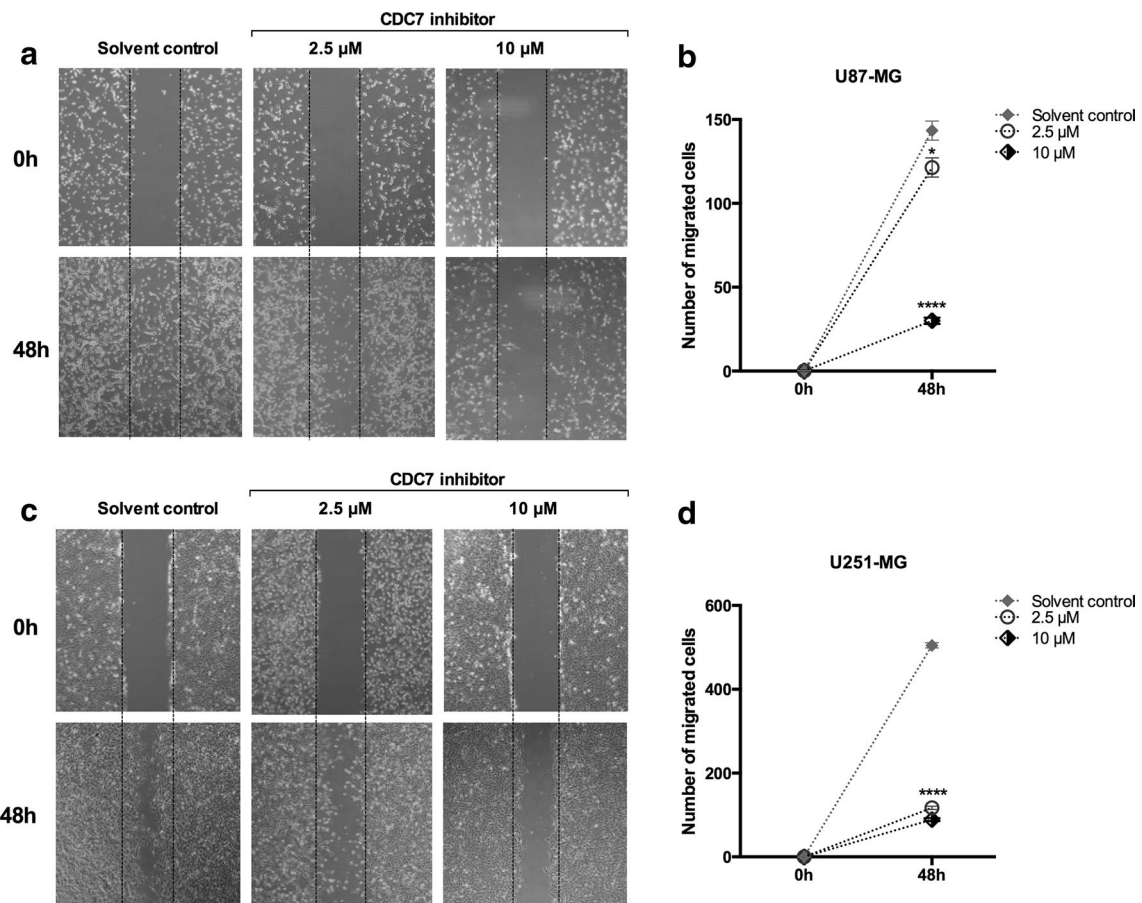 CDC7 inhibitor
a
Solvent control
2.5 µM
10 µM
0h
48h
b
U87-MG
Number of migrated cells
150
100
50
0
0h
48h
*
****
Solvent control
2.5 µM
10 µM
CDC7 inhibitor
c
Solvent control
2.5 µM
10 µM
0h
48h
d
U251-MG
Number of migrated cells
600
400
200
0
0h
48h
****
Solvent control
2.5 µM
10 µM